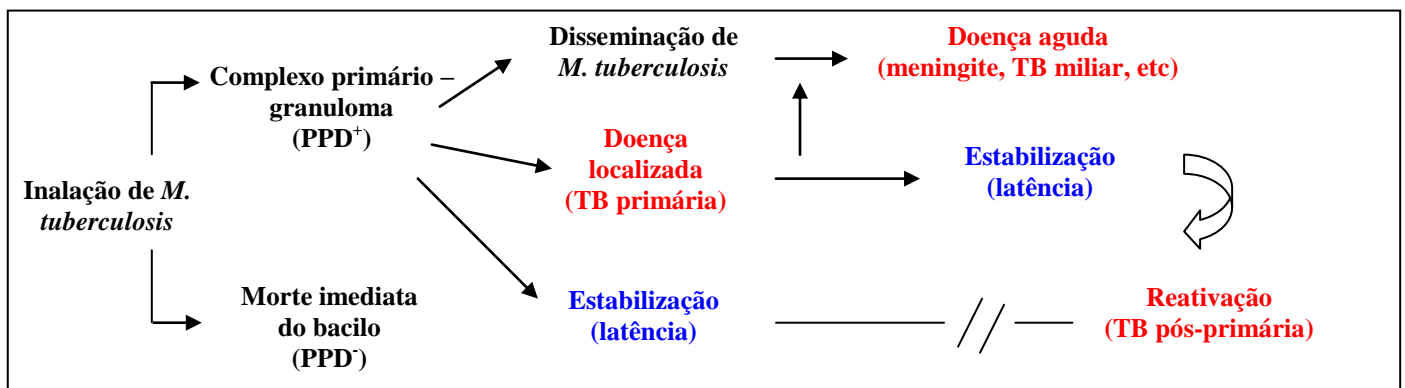 Inalação de M.
tuberculosis
Complexo primário –
granuloma
(PPD+)
Morte imediata
do bacilo
(PPD-)
Disseminação de
M. tuberculosis
Doença
localizada
(TB primária)
Estabilização
(latência)
Doença aguda
(meningite, TB miliar, etc)
Estabilização
(latência)
Reativação
(TB pós-primária)